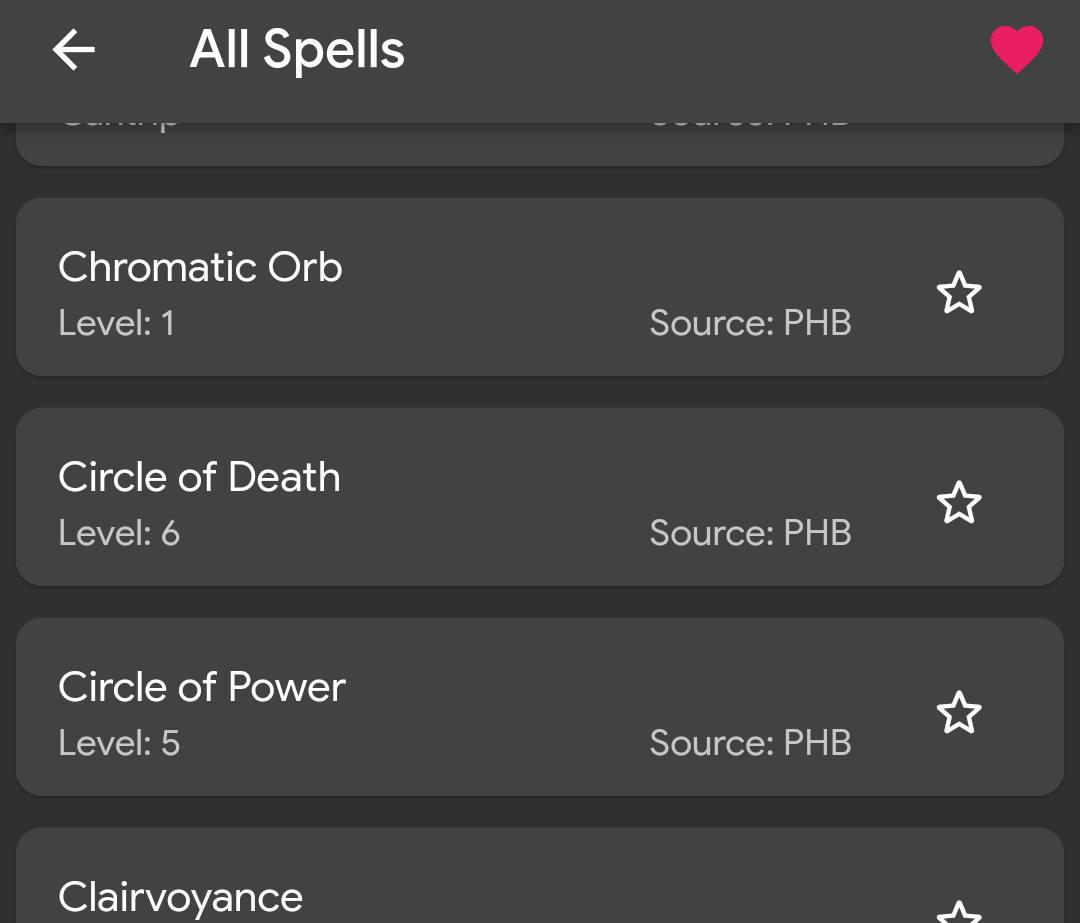 All Spells
Chromatic Orb
Level: 1 Source: PHB
Circle of Death
Level: 6 Source: PHB
Circle of Power
Level: 5 Source: PHB
Clairvoyance